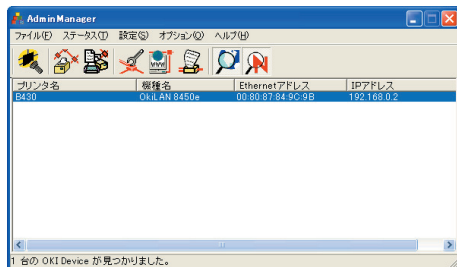 AdminManager
ファイル(F) ステータス(T) 設定(S) オプション(O) ヘルプ(H)
プリンタ名 機種名 Ethernetアドレス IPアドレス
B430 OkiLAN 8450e 00:80:87:84:9C:9B 192.168.0.2
1 台の OKI Device が見つかりました。